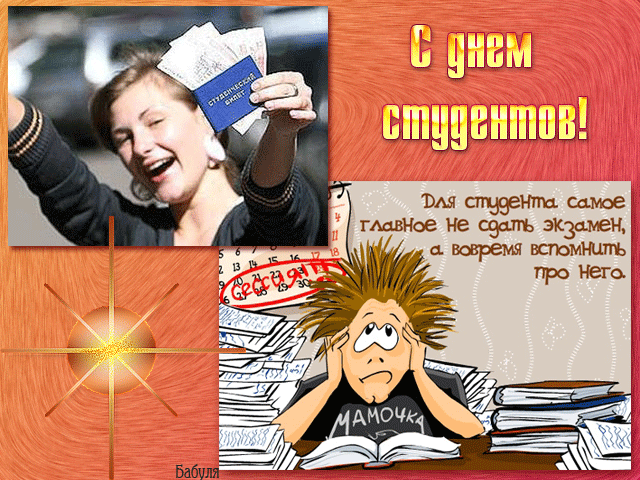 С днем
студентов!
СТУДЕНЧЕСКИЙ
БИЛЕТ
Для студента самое
главное не сдать экзамен,
а вовремя вспомнить
про него.
сессия!!!
МАМОЧКА
Бабуля